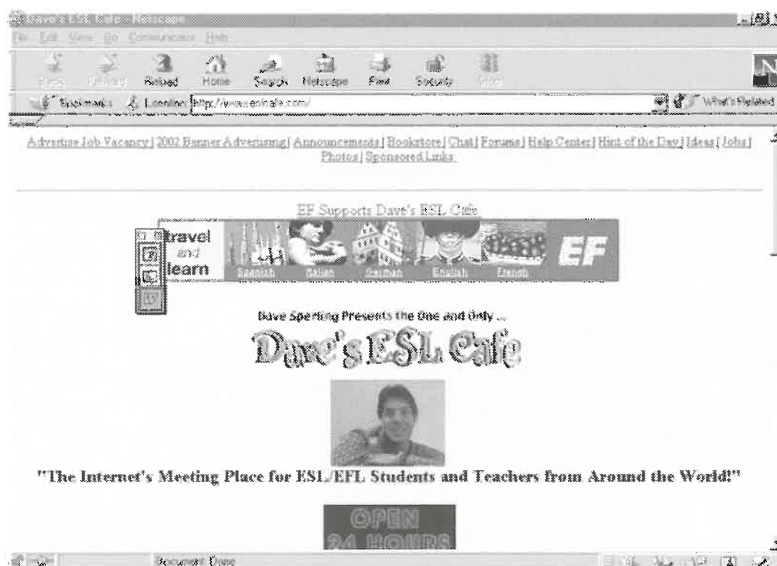 Dave's ESL Cafe - Netscape
File Edit View Go Communicator Help
Back Forward Reload Home Search Netscape Print Security Stop
Bookmarks Location: http://www.eslcafe.com/ What's Related
Advertise Job Vacancy | 2002 Banner Advertising | Announcements | Bookstore | Chat | Forums | Help Center | Hint of the Day | Ideas | Jobs |
Photos | Sponsored Links
EF Supports Dave's ESL Cafe
travel
and
learn
Spanish Italian German English French
EF
Dave Sperling Presents the One and Only ...
Dave's ESL Cafe
"The Internet's Meeting Place for ESL/EFL Students and Teachers from Around the World!"
OPEN
24 HOURS
Document: Done